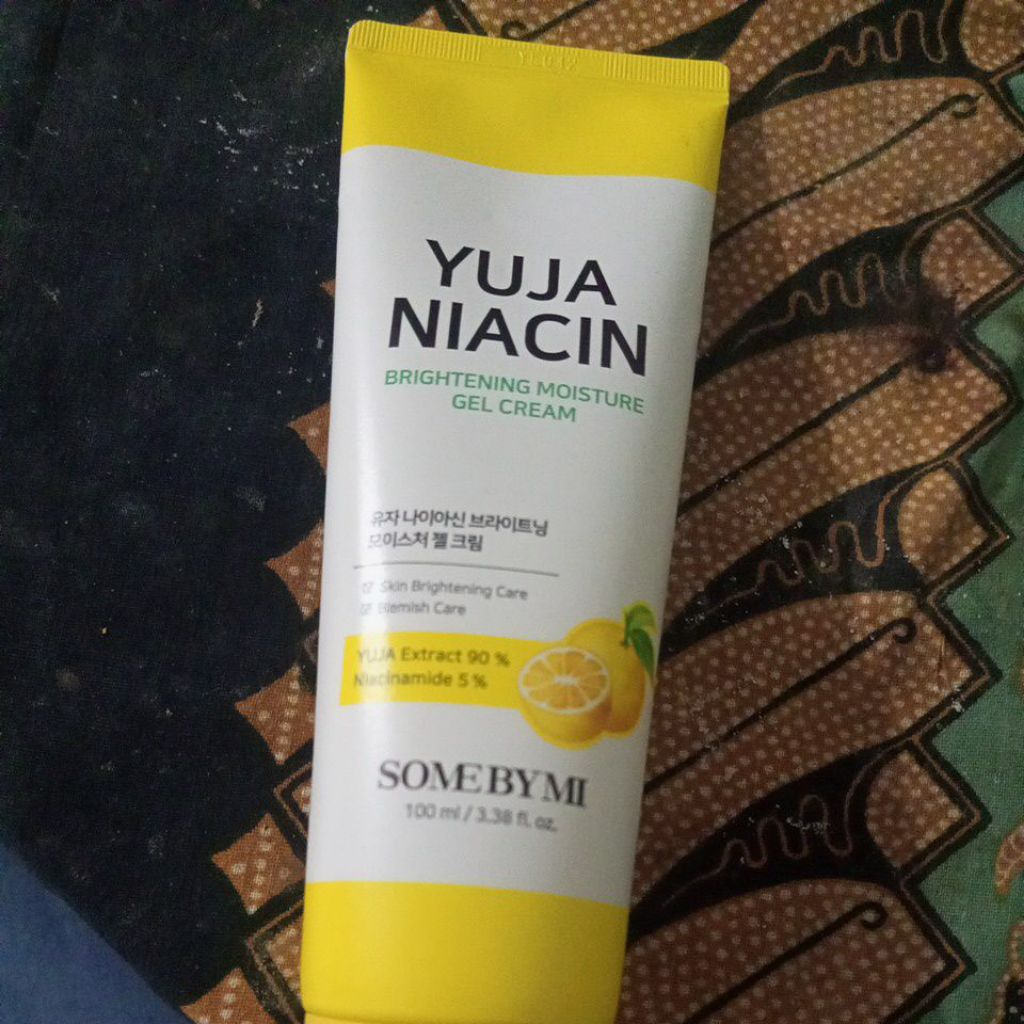 YUJA
NIACIN
BRIGHTENING MOISTURE
GEL CREAM
유자 나이아신 브라이트닝
모이스처 젤 크림
Skin Brightening Care
Blemish Care
YUJA Extract 90 %
Niacinamide 5 %
SOMEBYMI
100 ml / 3.38 fl. oz.